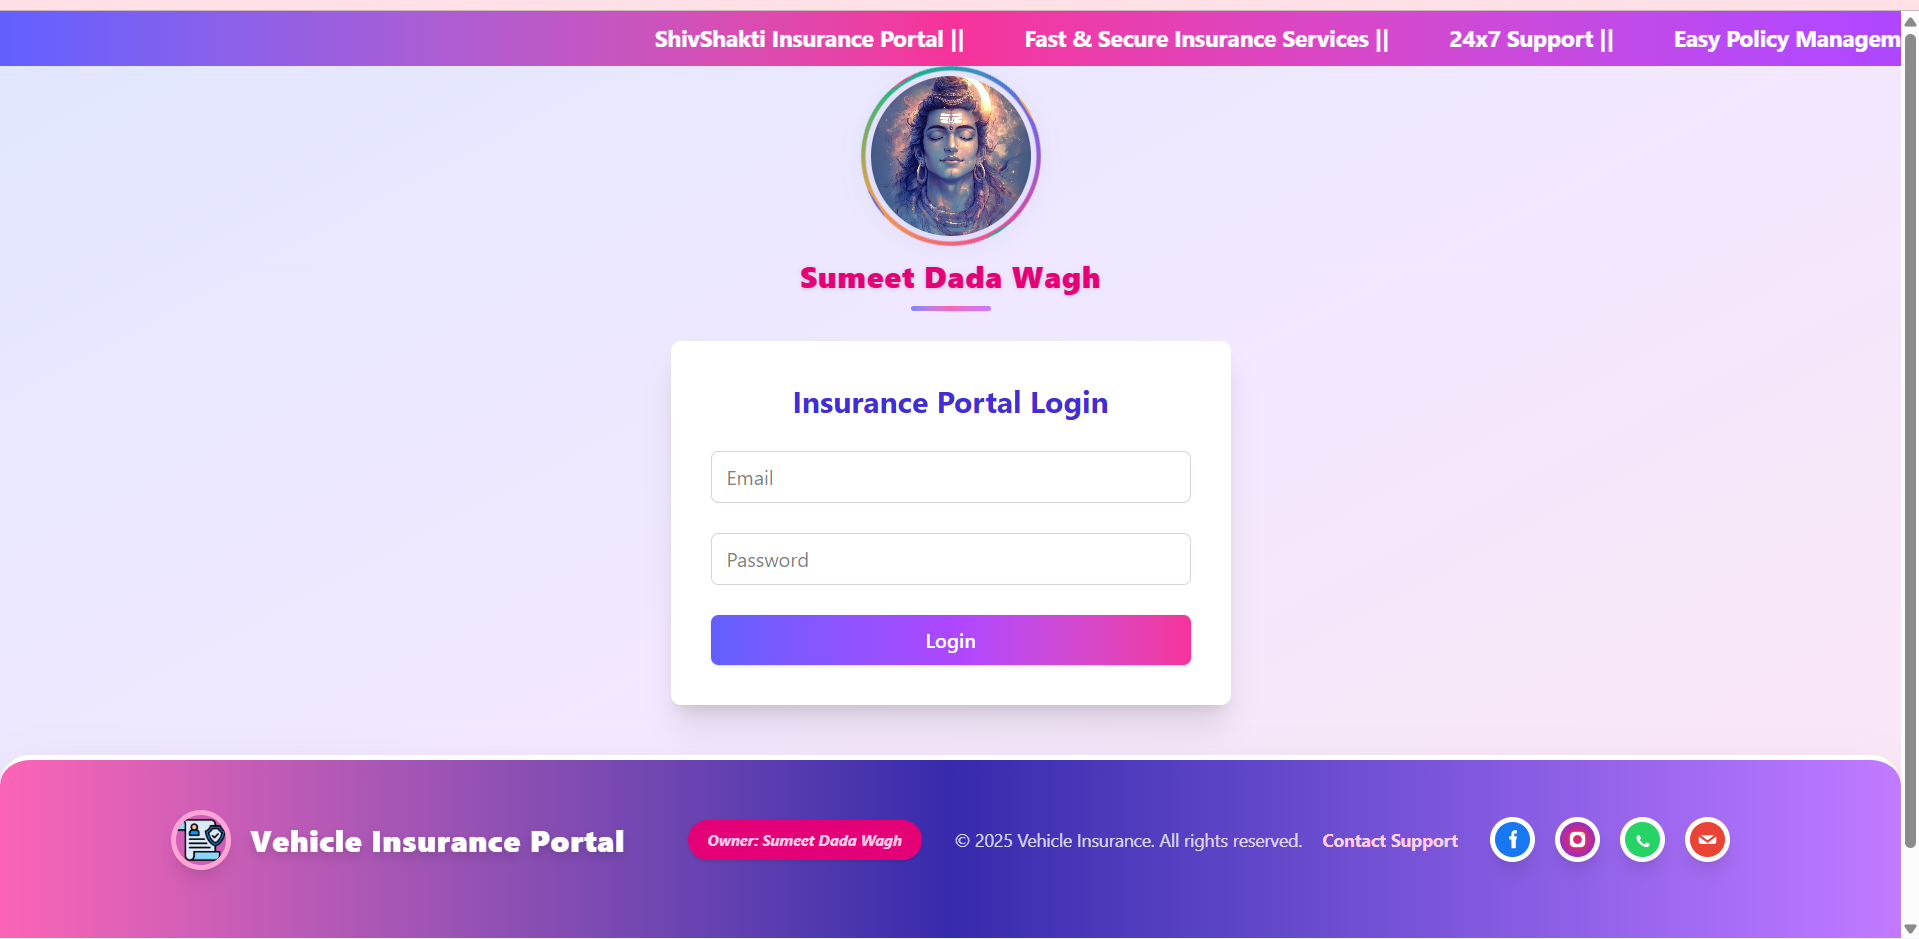 ShivShakti Insurance Portal || Fast & Secure Insurance Services || 24x7 Support || Easy Policy Managem
Sumeet Dada Wagh
Insurance Portal Login
Email
Password
Login
Vehicle Insurance Portal
Owner: Sumeet Dada Wagh
© 2025 Vehicle Insurance. All rights reserved.
Contact Support